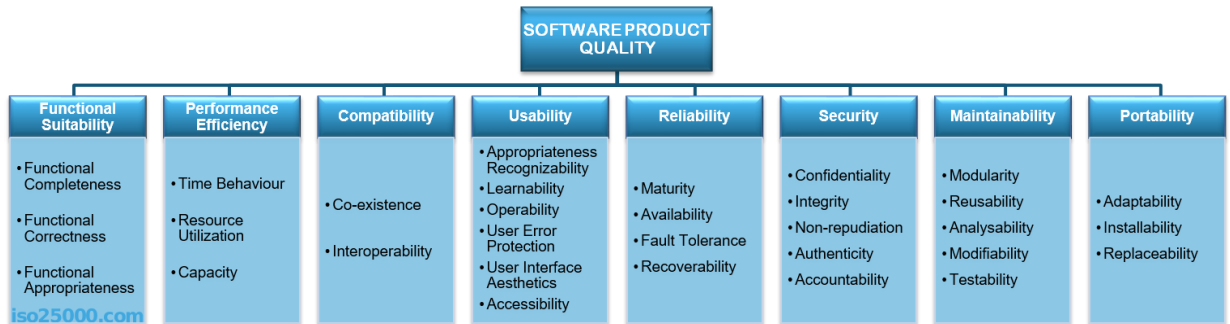 SOFTWARE PRODUCT
QUALITY
Functional
Suitability
• Functional
Completeness
• Functional
Correctness
• Functional
Appropriateness
Performance
Efficiency
• Time Behaviour
• Resource
Utilization
• Capacity
Compatibility
• Co-existence
• Interoperability
Usability
• Appropriateness
Recognizability
• Learnability
• Operability
• User Error
Protection
• User Interface
Aesthetics
• Accessibility
Reliability
• Maturity
• Availability
• Fault Tolerance
• Recoverability
Security
• Confidentiality
• Integrity
• Non-repudiation
• Authenticity
• Accountability
Maintainability
• Modularity
• Reusability
• Analysability
• Modifiability
• Testability
Portability
• Adaptability
• Installability
• Replaceability
iso25000.com